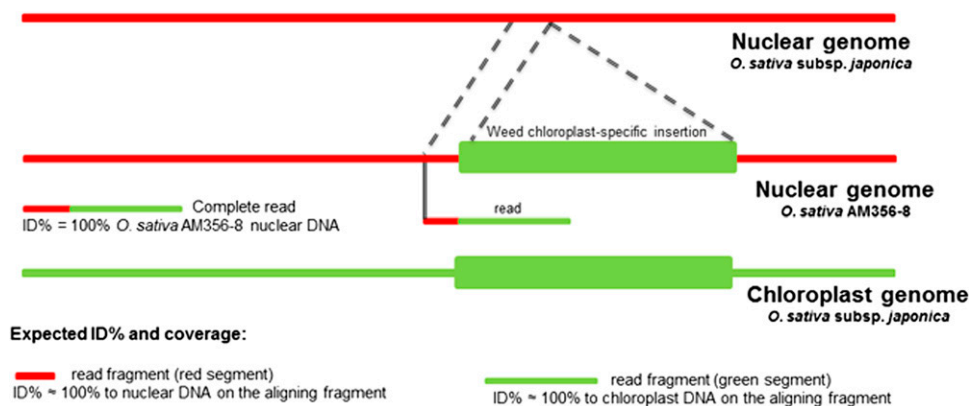 Nuclear genome
O. sativa subsp. japonica
Weed chloroplast-specific insertion
Nuclear genome
O. sativa AM356-8
Complete read
ID% = 100% O. sativa AM356-8 nuclear DNA
read
Chloroplast genome
O. sativa subsp. japonica
Expected ID% and coverage:
read fragment (red segment)
ID% ≈ 100% to nuclear DNA on the aligning fragment
read fragment (green segment)
ID% ≈ 100% to chloroplast DNA on the aligning fragment